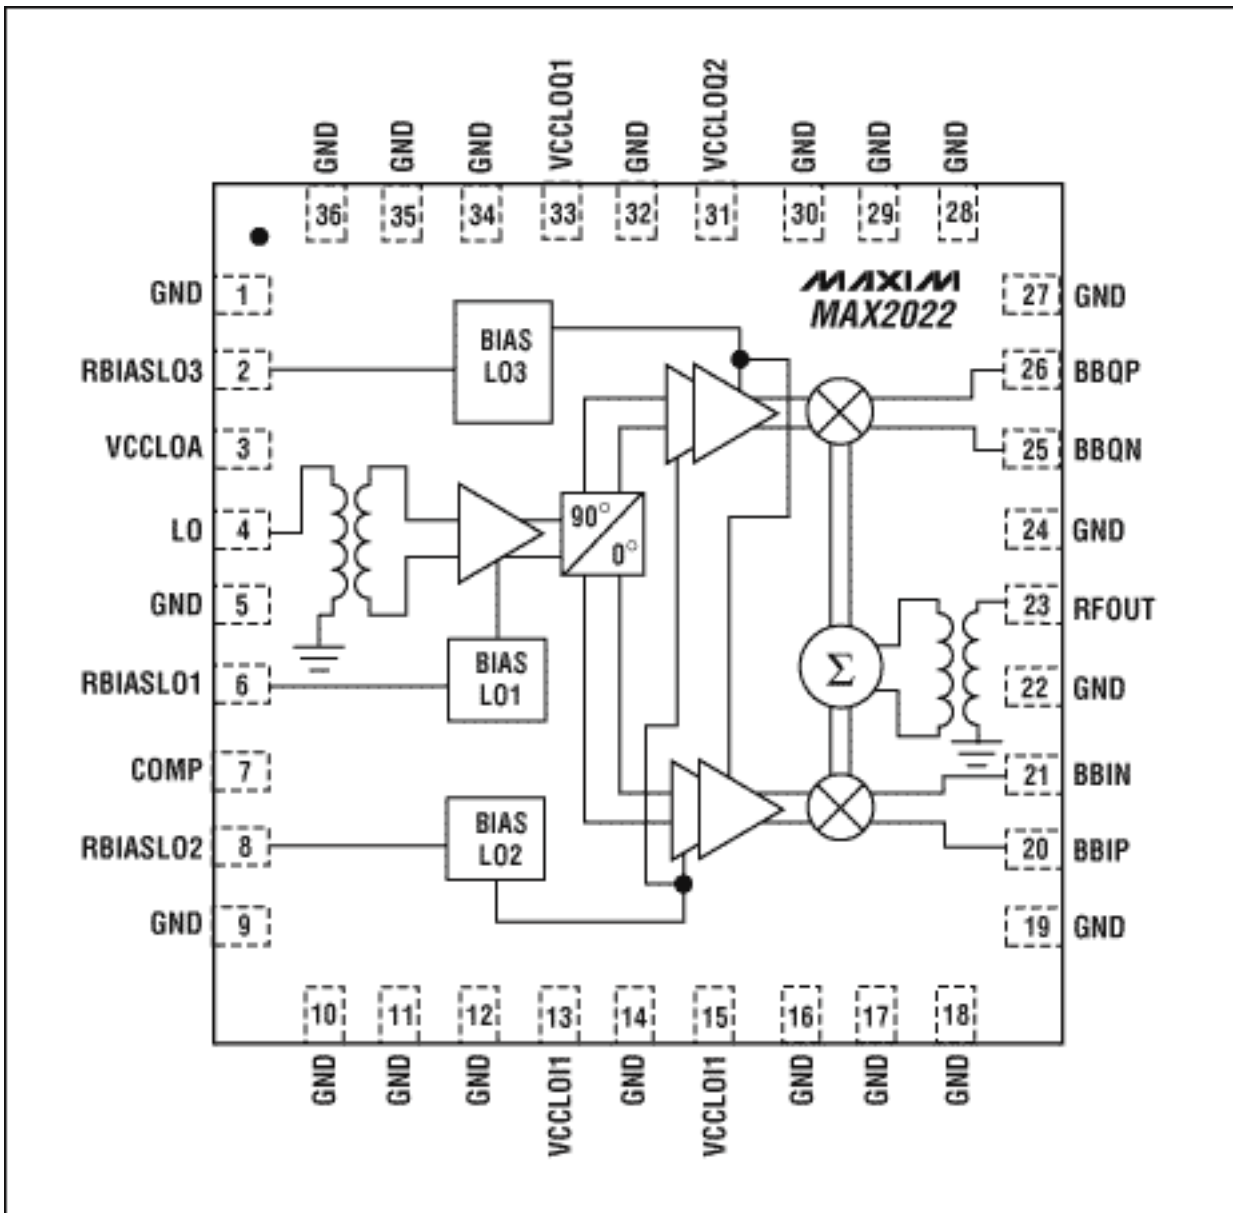 GND GND GND VCCLOQ1 GND VCCLOQ2 GND GND GND
36 35 34 33 32 31 30 29 28
MAXIM
MAX2022
GND 1
27 GND
BIAS
LO3
RBIASLO3 2
26 BBQP
VCCLOA 3
25 BBQN
LO 4
90°
0°
24 GND
GND 5
23 RFOUT
BIAS
LO1
Σ
RBIASLO1 6
22 GND
COMP 7
21 BBIN
BIAS
LO2
RBIASLO2 8
20 BBIP
GND 9
19 GND
10 11 12 13 14 15 16 17 18
GND GND GND VCCLOI1 GND VCCLOI1 GND GND GND